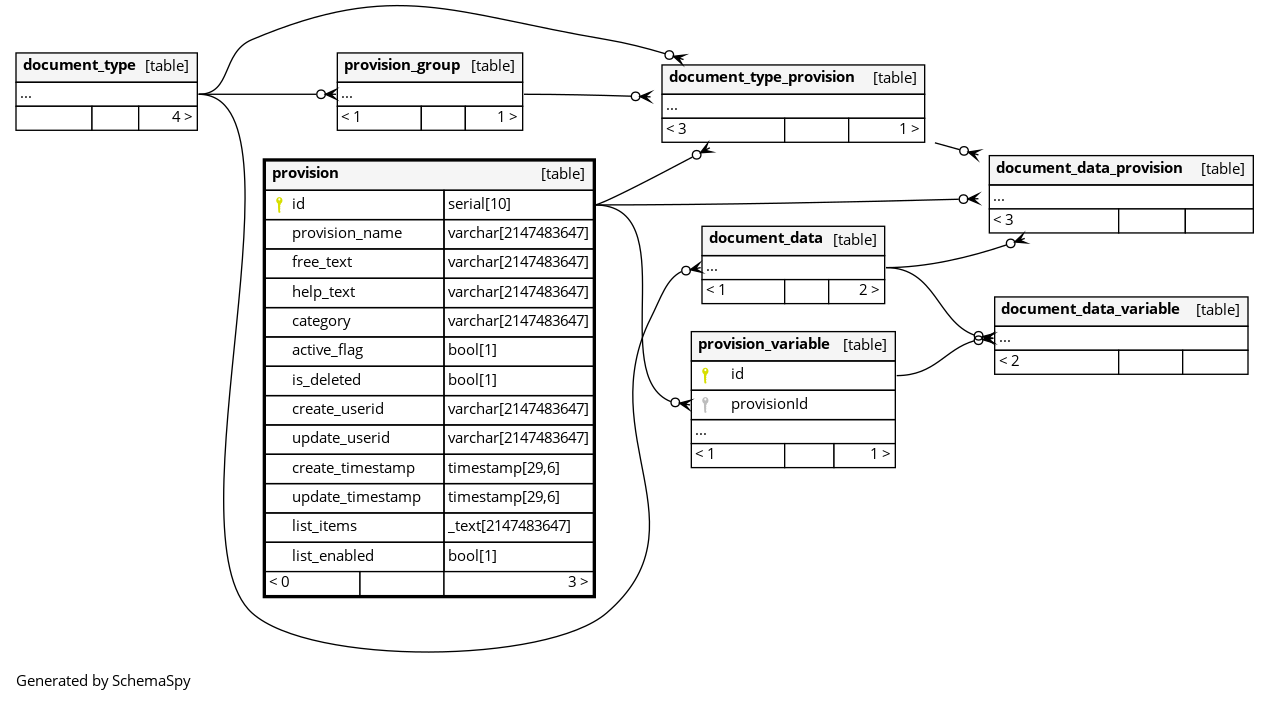 document_type [table]
...
4 >
provision_group [table]
...
< 1 1 >
document_type_provision [table]
...
< 3 1 >
document_data_provision [table]
...
< 3
provision [table]
id serial[10]
provision_name varchar[2147483647]
free_text varchar[2147483647]
help_text varchar[2147483647]
category varchar[2147483647]
active_flag bool[1]
is_deleted bool[1]
create_userid varchar[2147483647]
update_userid varchar[2147483647]
create_timestamp timestamp[29,6]
update_timestamp timestamp[29,6]
list_items _text[2147483647]
list_enabled bool[1]
< 0 3 >
document_data [table]
...
< 1 2 >
document_data_variable [table]
...
< 2
provision_variable [table]
id
provisionId
...
< 1 1 >
Generated by SchemaSpy